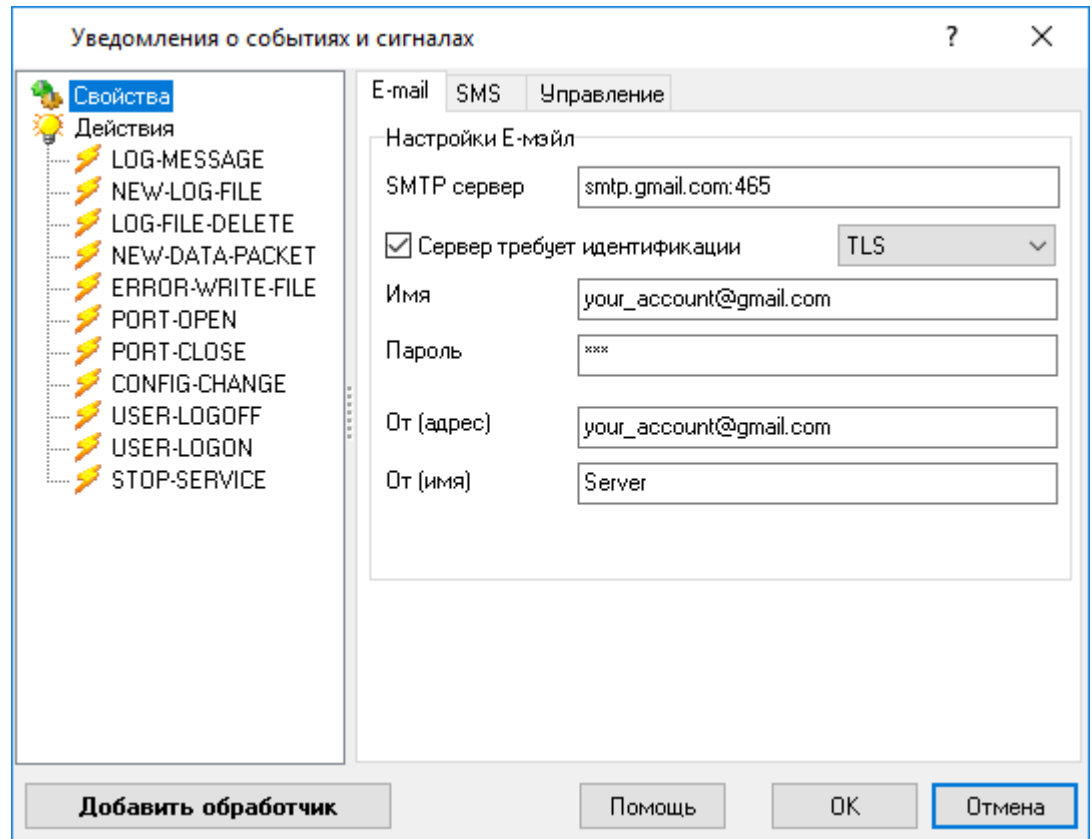 Уведомления о событиях и сигналах
?
Свойства
Действия
LOG-MESSAGE
NEW-LOG-FILE
LOG-FILE-DELETE
NEW-DATA-PACKET
ERROR-WRITE-FILE
PORT-OPEN
PORT-CLOSE
CONFIG-CHANGE
USER-LOGOFF
USER-LOGON
STOP-SERVICE
E-mail SMS Управление
Настройки Е-мэйл
SMTP сервер smtp.gmail.com:465
Сервер требует идентификации TLS
Имя your_account@gmail.com
Пароль ***
От (адрес) your_account@gmail.com
От (имя) Server
Добавить обработчик Помощь OK Отмена